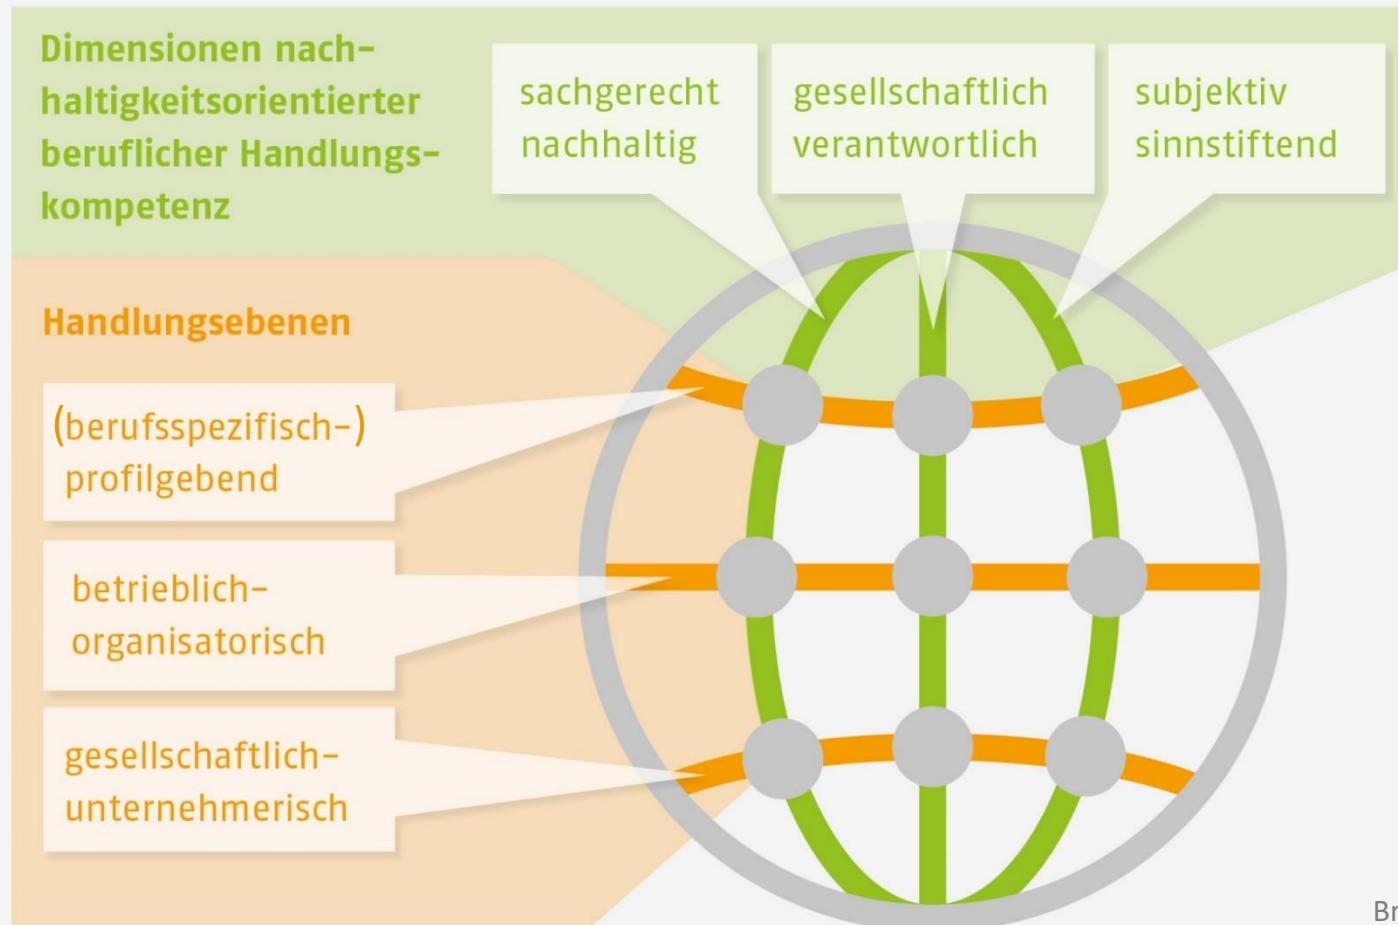 Dimensionen nach-
haltigkeitsorientierter
beruflicher Handlungs-
kompetenz
sachgerecht
nachhaltig
gesellschaftlich
verantwortlich
subjektiv
sinnstiftend
Handlungsebenen
(berufsspezifisch-)
profilgebend
betrieblich-
organisatorisch
gesellschaftlich-
unternehmerisch